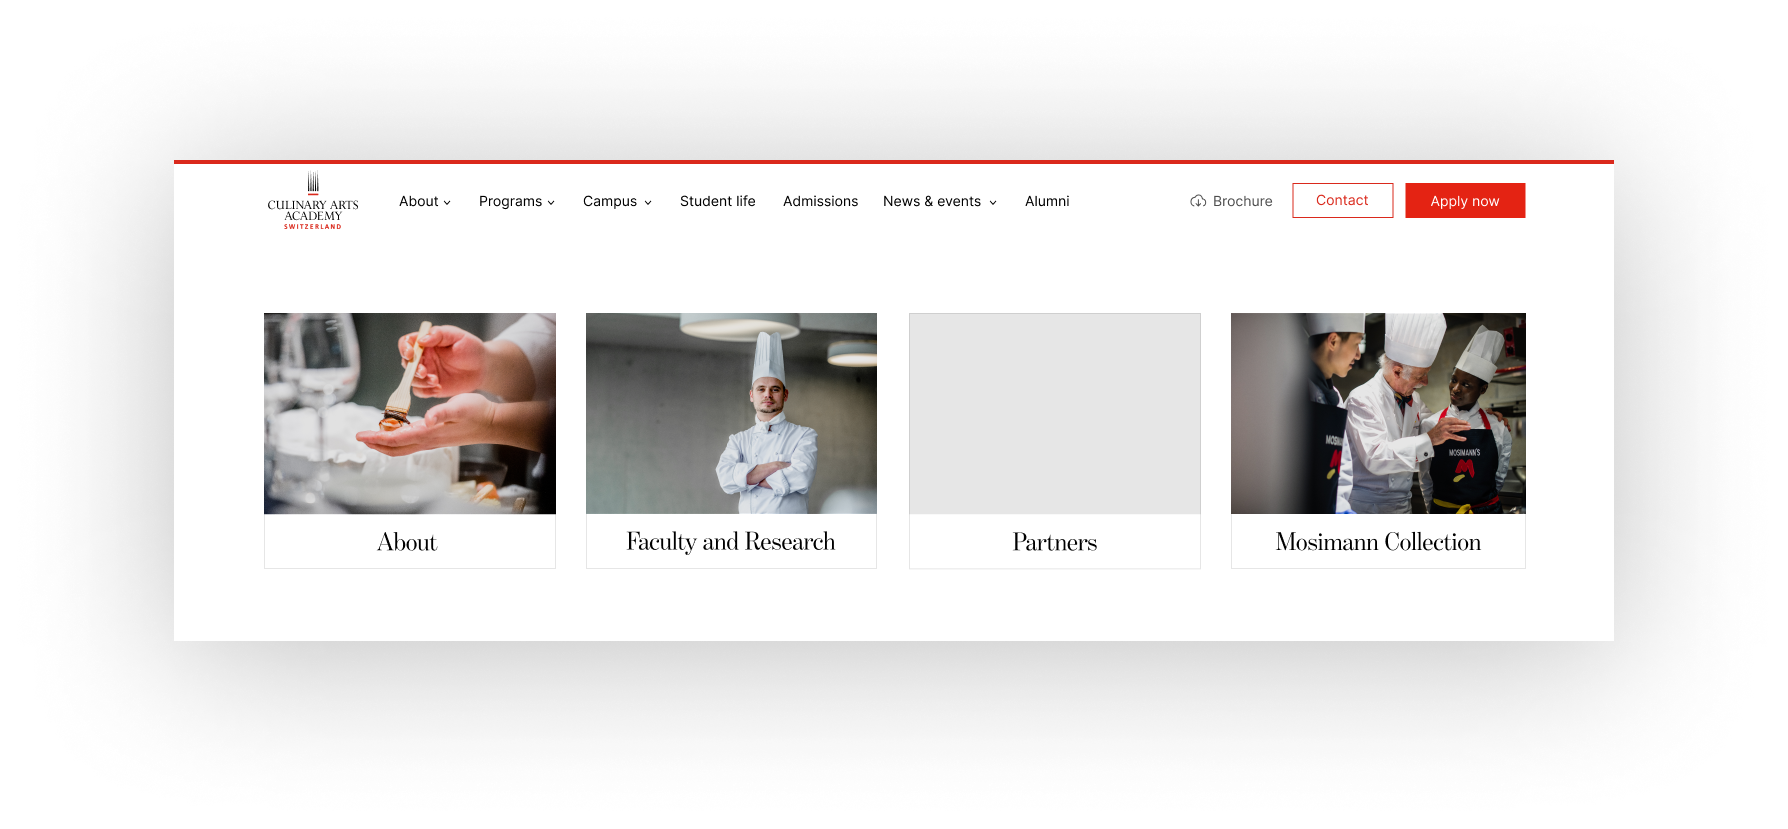 CULINARY ARTS
ACADEMY
SWITZERLAND
About
Programs
Campus
Student life
Admissions
News & events
Alumni
Brochure
Contact
Apply now
MOSIMANN'S
About
Faculty and Research
Partners
Mosimann Collection